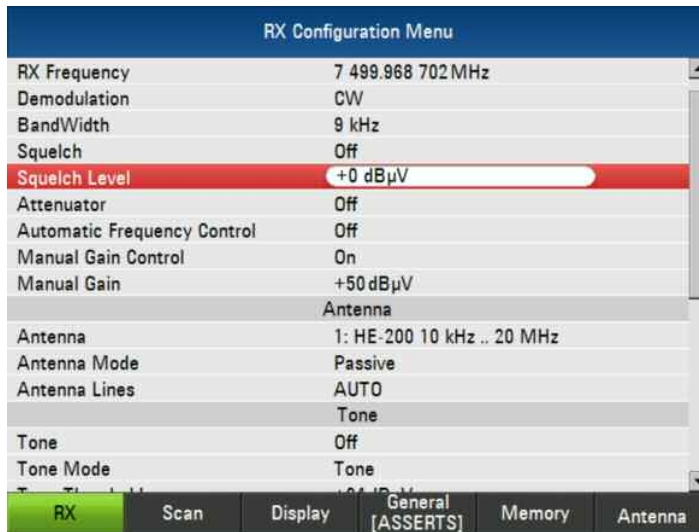 RX Configuration Menu
RX Frequency 7 499.968 702 MHz
Demodulation CW
BandWidth 9 kHz
Squelch Off
Squelch Level +0 dBµV
Attenuator Off
Automatic Frequency Control Off
Manual Gain Control On
Manual Gain +50 dBµV
Antenna
Antenna 1: HE-200 10 kHz .. 20 MHz
Antenna Mode Passive
Antenna Lines AUTO
Tone
Tone Off
Tone Mode Tone
RX Scan Display General [ASSERTS] Memory Antenna